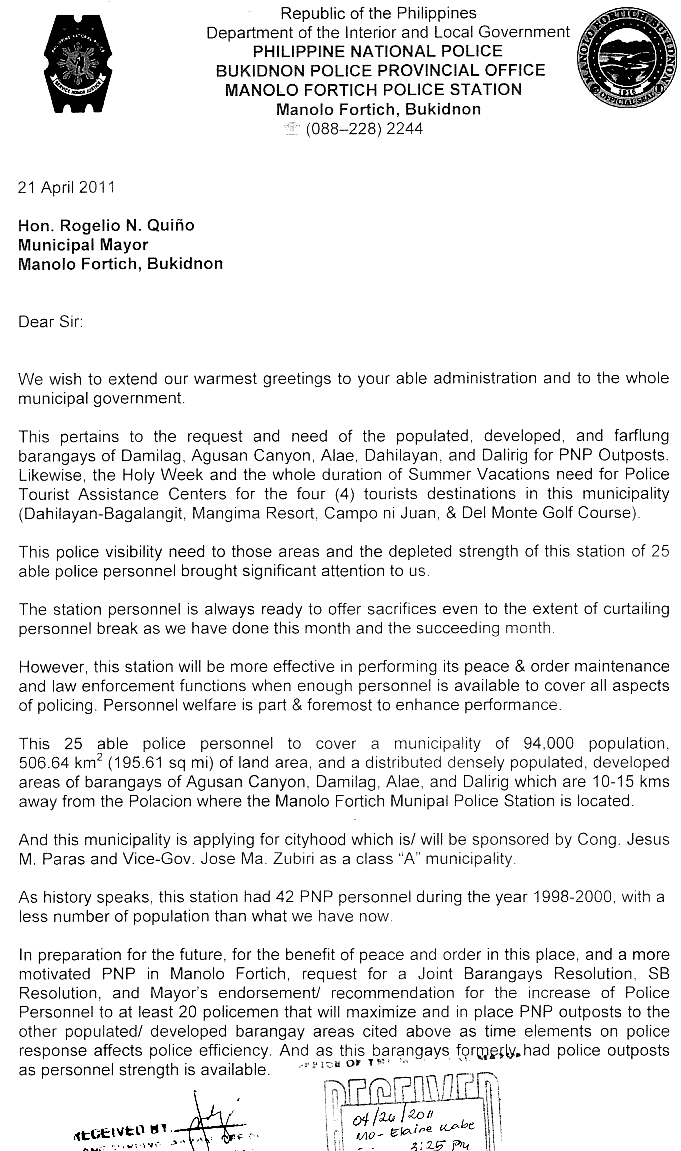 Republic of the Philippines
Department of the Interior and Local Government
PHILIPPINE NATIONAL POLICE
BUKIDNON POLICE PROVINCIAL OFFICE
MANOLO FORTICH POLICE STATION
Manolo Fortich, Bukidnon
☏ (088–228) 2244
MANOLO FORTICH, BUKIDNON
OFFICIAL SEAL
21 April 2011
Hon. Rogelio N. Quiño
Municipal Mayor
Manolo Fortich, Bukidnon
Dear Sir:
We wish to extend our warmest greetings to your able administration and to the whole
municipal government.
This pertains to the request and need of the populated, developed, and farflung
barangays of Damilag, Agusan Canyon, Alae, Dahilayan, and Dalirig for PNP Outposts.
Likewise, the Holy Week and the whole duration of Summer Vacations need for Police
Tourist Assistance Centers for the four (4) tourists destinations in this municipality
(Dahilayan-Bagalangit, Mangima Resort, Campo ni Juan, & Del Monte Golf Course).
This police visibility need to those areas and the depleted strength of this station of 25
able police personnel brought significant attention to us.
The station personnel is always ready to offer sacrifices even to the extent of curtailing
personnel break as we have done this month and the succeeding month.
However, this station will be more effective in performing its peace & order maintenance
and law enforcement functions when enough personnel is available to cover all aspects
of policing. Personnel welfare is part & foremost to enhance performance.
This 25 able police personnel to cover a municipality of 94,000 population,
506.64 km² (195.61 sq mi) of land area, and a distributed densely populated, developed
areas of barangays of Agusan Canyon, Damilag, Alae, and Dalirig which are 10-15 kms
away from the Polacion where the Manolo Fortich Munipal Police Station is located.
And this municipality is applying for cityhood which is/ will be sponsored by Cong. Jesus
M. Paras and Vice-Gov. Jose Ma. Zubiri as a class “A” municipality.
As history speaks, this station had 42 PNP personnel during the year 1998-2000, with a
less number of population than what we have now.
In preparation for the future, for the benefit of peace and order in this place, and a more
motivated PNP in Manolo Fortich, request for a Joint Barangays Resolution, SB
Resolution, and Mayor’s endorsement/ recommendation for the increase of Police
Personnel to at least 20 policemen that will maximize and in place PNP outposts to the
other populated/ developed barangay areas cited above as time elements on police
response affects police efficiency. And as this barangays formerly had police outposts
as personnel strength is available.
OFFICE OF THE
RECEIVED
04/26/2011
MO- Elaine
3:25 PM
RECEIVED BY